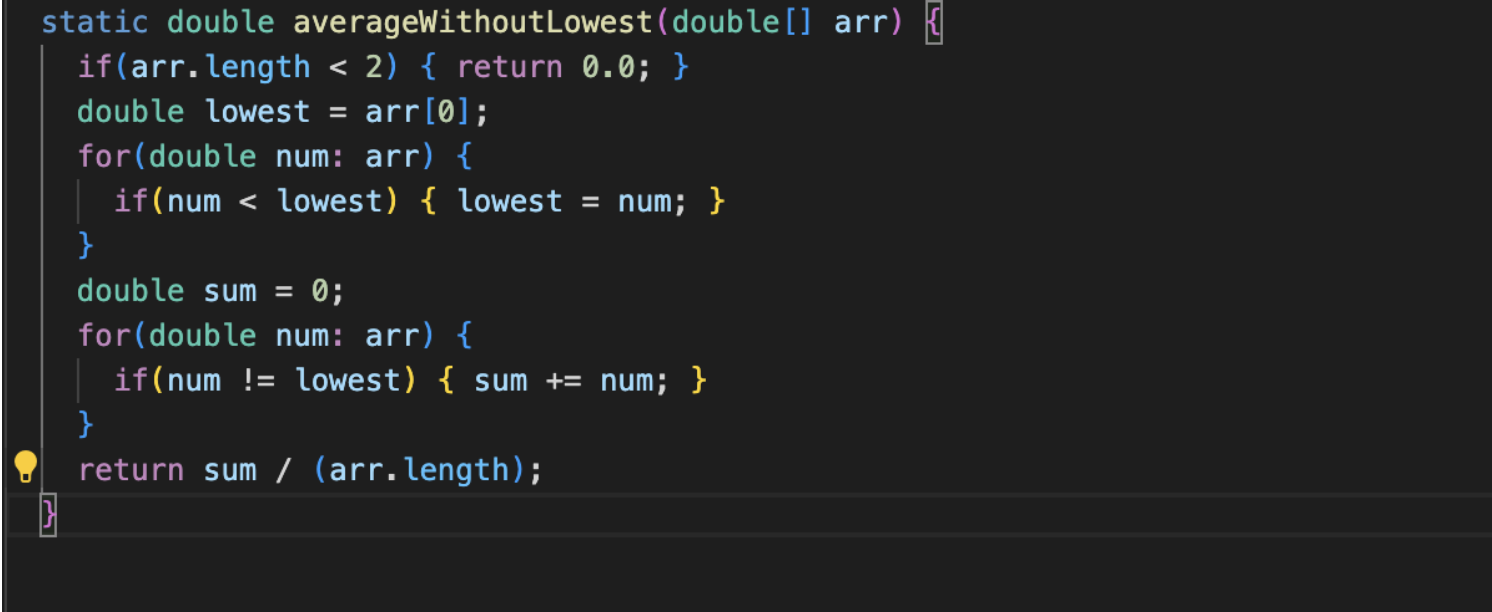 static double averageWithoutLowest(double[] arr) {
  if(arr.length < 2) { return 0.0; }
  double lowest = arr[0];
  for(double num: arr) {
    if(num < lowest) { lowest = num; }
  }
  double sum = 0;
  for(double num: arr) {
    if(num != lowest) { sum += num; }
  }
  return sum / (arr.length);
}